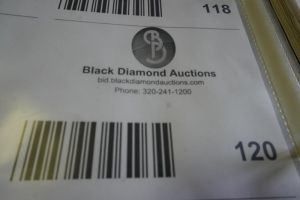 118
Black Diamond Auctions
bid.blackdiamondauctions.com
Phone: 320-241-1200
120